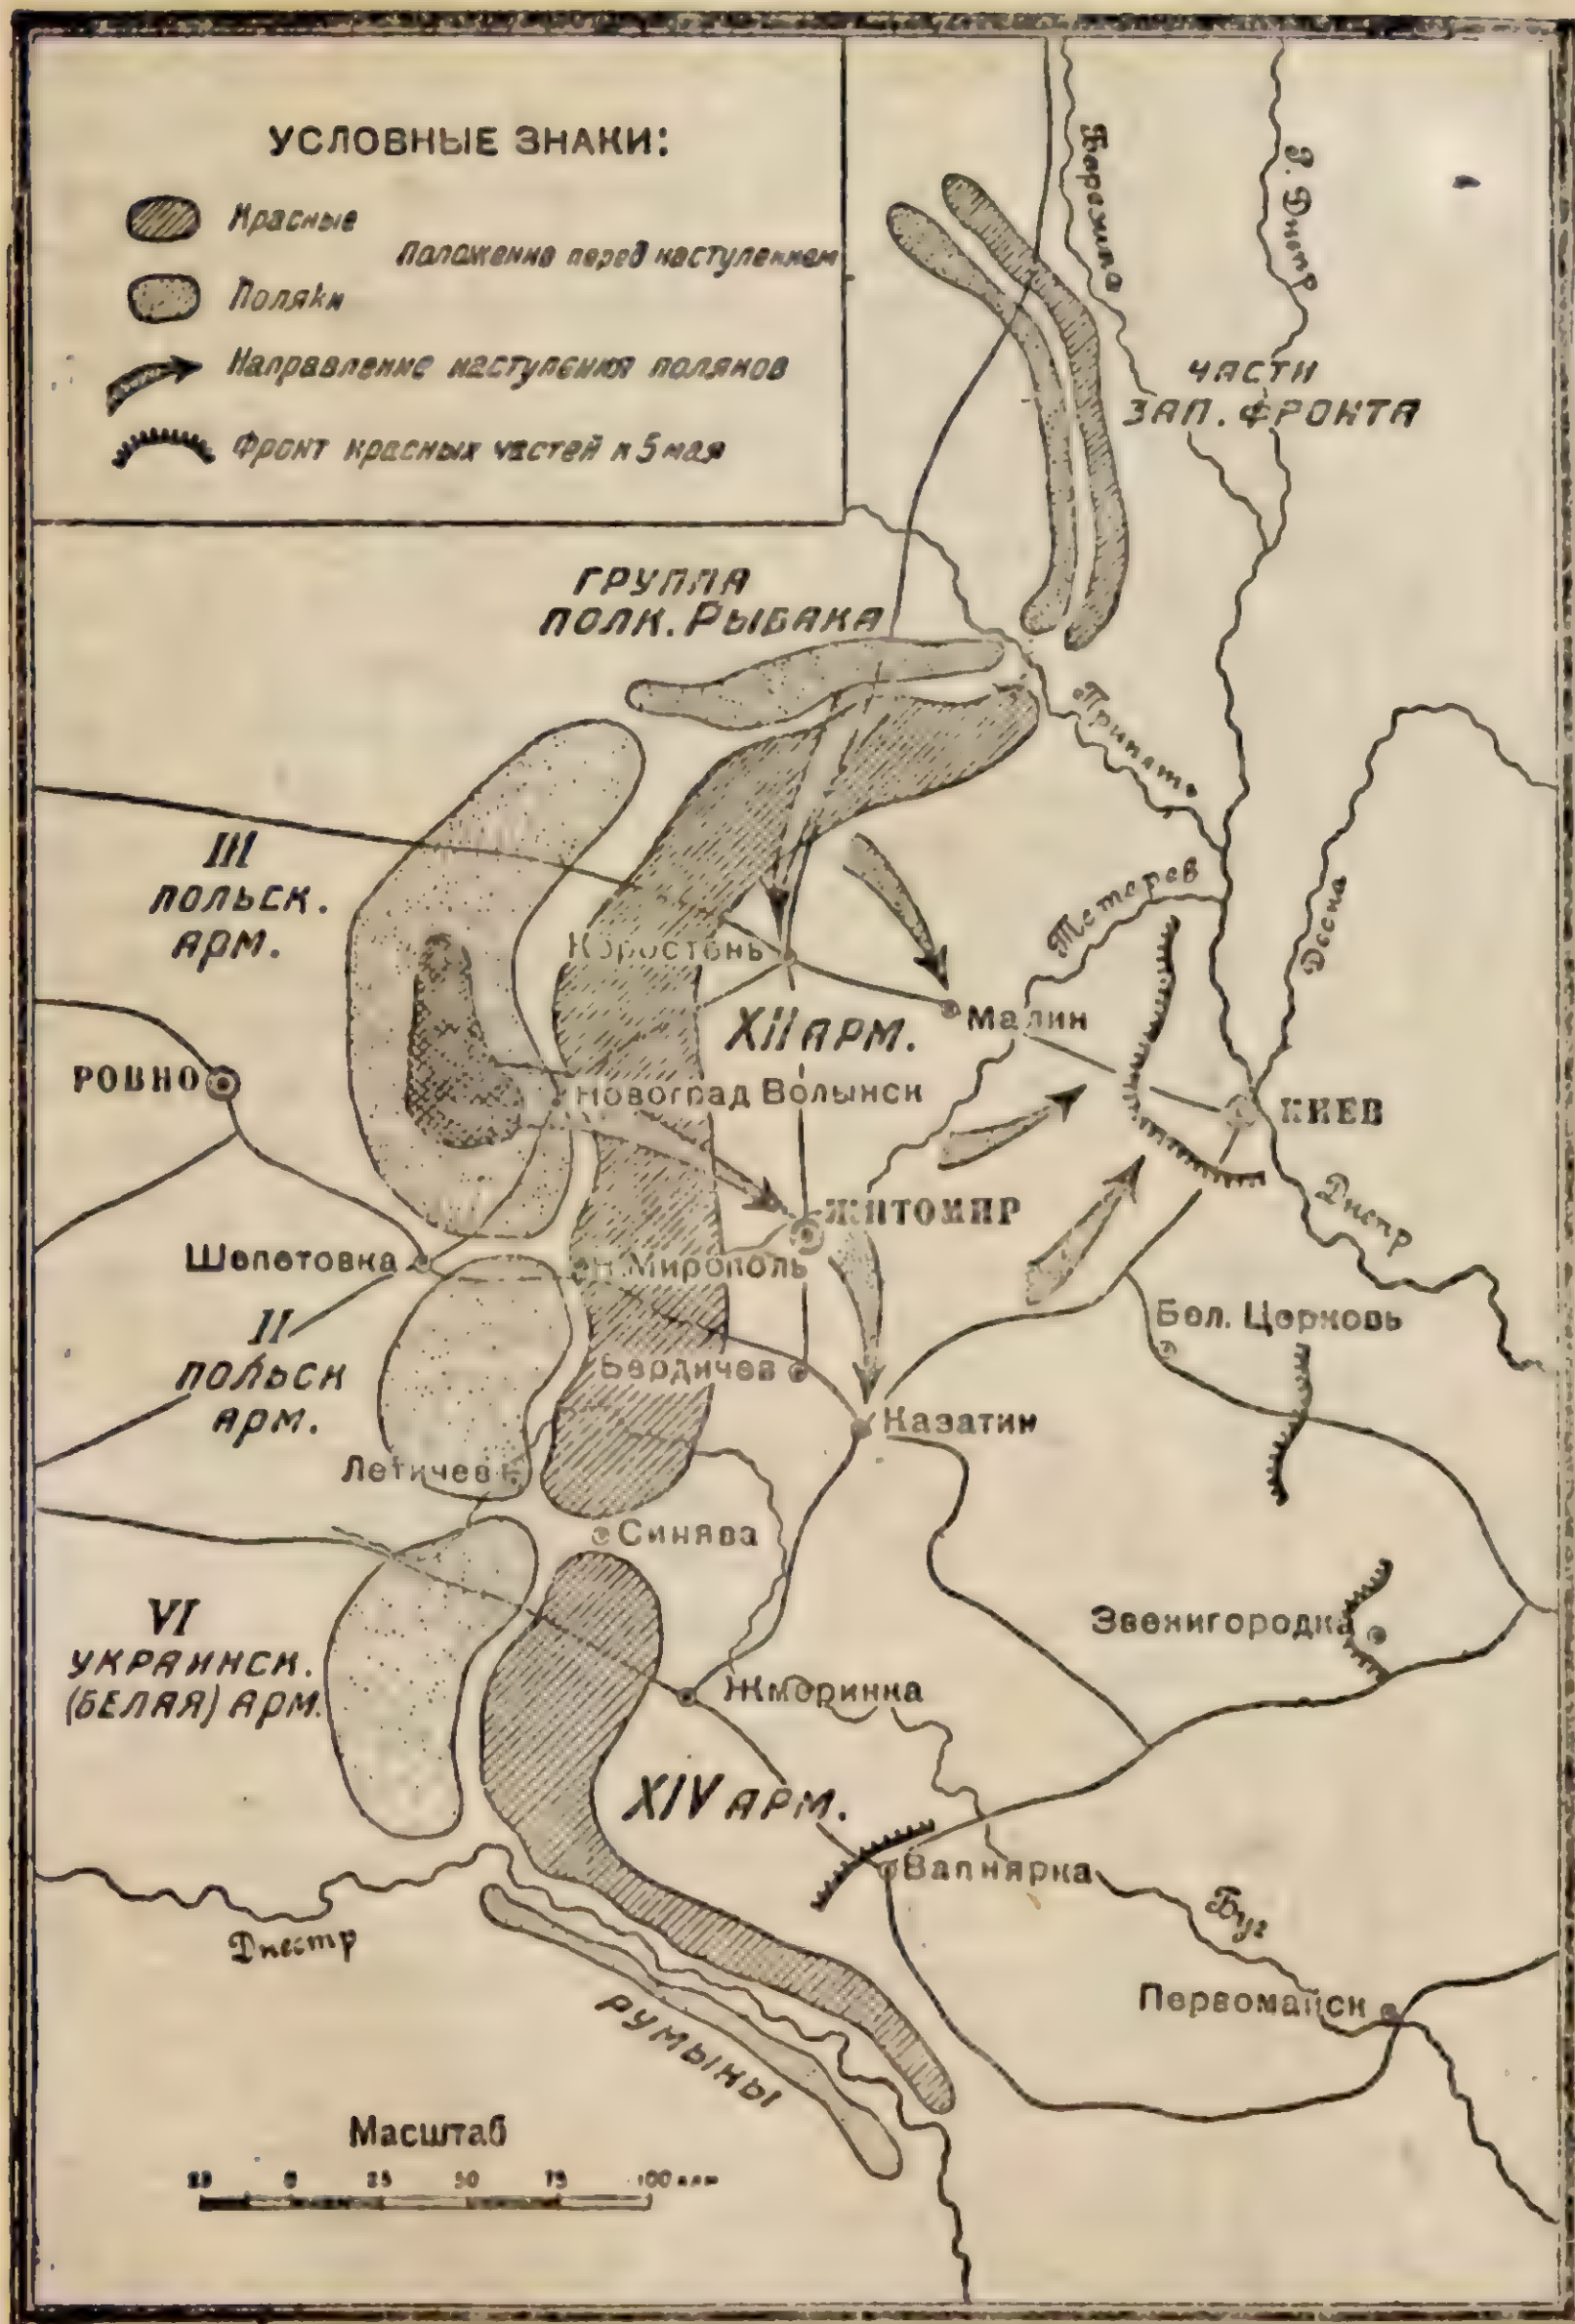 УСЛОВНЫЕ ЗНАКИ:
Красные
Положение перед наступлением
Поляки
Направление наступления поляков
Фронт красных частей к 5 мая
Березина
р. Днепр
ЧАСТИ
ЗАП. ФРОНТА
ГРУППА
ПОЛК. РЫБАКА
Припять
III
ПОЛЬСК.
АРМ.
Тетерев
Десна
Коростень
XII АРМ.
Малин
РОВНО
Новоград Волынск
КИЕВ
ЖИТОМИР
Днепр
Шепетовка
Мирополь
II
ПОЛЬСК
АРМ.
Бел. Церковь
Бердичев
Казатин
Летичев
Синява
VI
УКРАИНСК.
(БЕЛАЯ) АРМ.
Звенигородка
Жмеринка
XIV АРМ.
Вапнярка
Днестр
Буг
РУМЫНЫ
Первомайск
Масштаб
25 0 25 50 75 100 клм